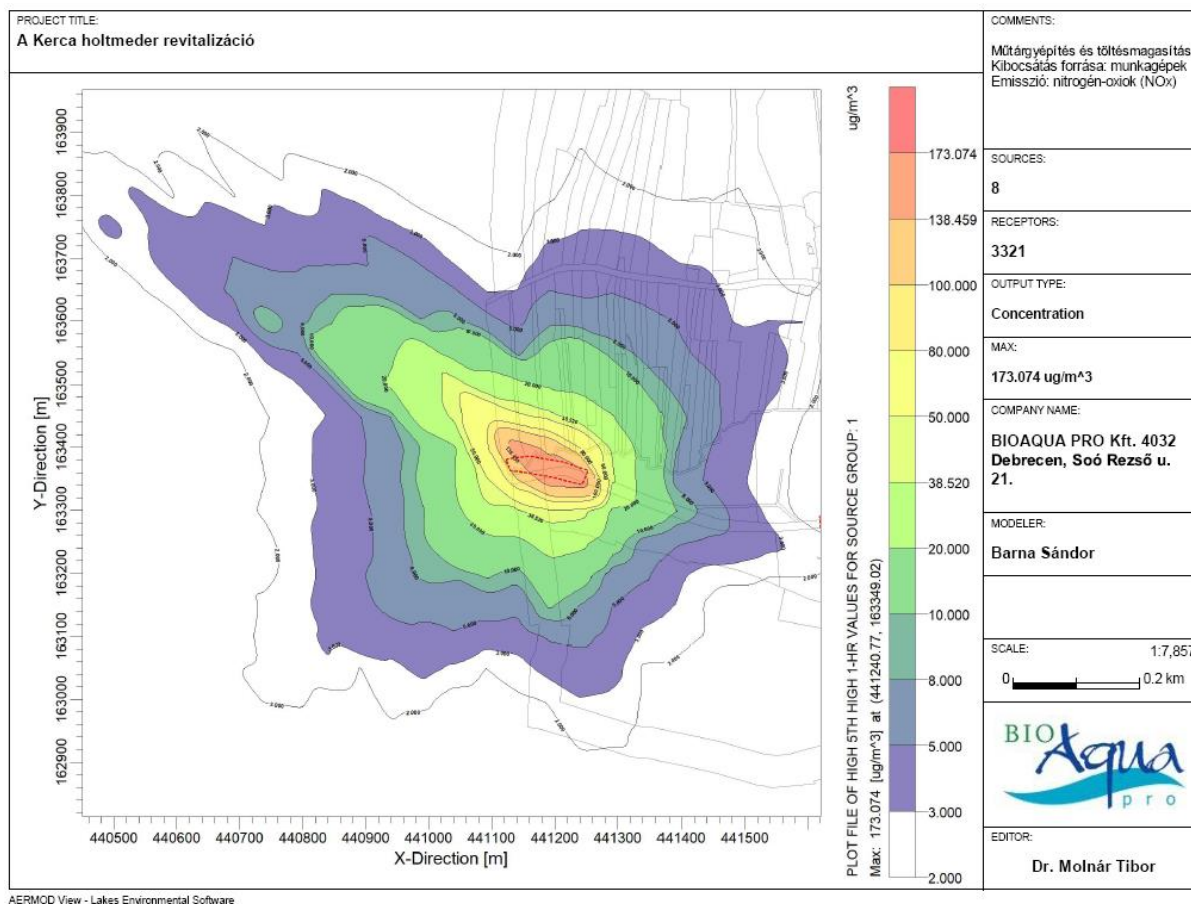 PROJECT TITLE:
A Kerca holtmeder revitalizáció
COMMENTS:
Műtárgyépítés és töltésmagasítás
Kibocsátás forrása: munkagépek
Emisszió: nitrogén-oxiok (NOx)
SOURCES:
8
RECEPTORS:
3321
OUTPUT TYPE:
Concentration
MAX:
173.074 ug/m^3
COMPANY NAME:
BIOAQUA PRO Kft. 4032
Debrecen, Soó Rezső u.
21.
MODELER:
Barna Sándor
SCALE:
1:7,857
0
0.2 km
BIO
Aqua
pro
EDITOR:
Dr. Molnár Tibor
Y-Direction [m]
163900
163800
163700
163600
163500
163400
163300
163200
163100
163000
162900
440500 440600 440700 440800 440900 441000 441100 441200 441300 441400 441500
X-Direction [m]
PLOT FILE OF HIGH 5TH HIGH 1-HR VALUES FOR SOURCE GROUP: 1
Max: 173.074 [ug/m^3] at (441240.77, 163349.02)
ug/m^3
173.074
138.459
100.000
80.000
50.000
38.520
20.000
10.000
8.000
5.000
3.000
2.000
AERMOD View - Lakes Environmental Software